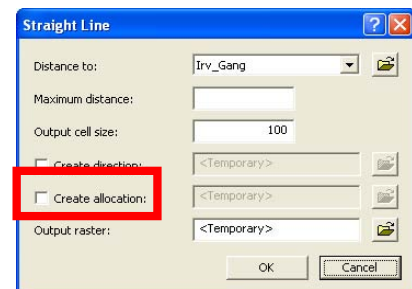 Straight Line
Distance to: Irv_Gang
Maximum distance:
Output cell size: 100
Create direction: <Temporary>
Create allocation: <Temporary>
Output raster: <Temporary>
OK Cancel